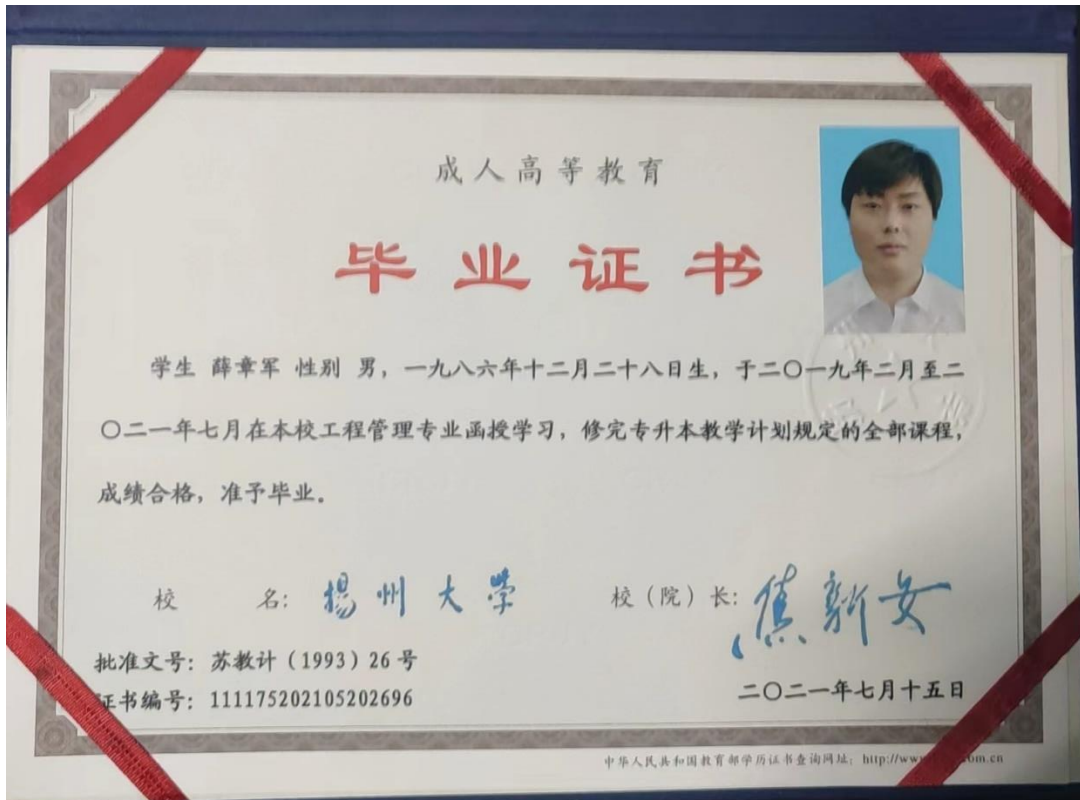 成人高等教育
毕业证书
学生 薛章军 性别 男，一九八六年十二月二十八日生，于二〇一九年二月至二
〇二一年七月在本校工程管理专业函授学习，修完专升本教学计划规定的全部课程，
成绩合格，准予毕业。
校 名：揚州大學 校（院）长：焦新安
批准文号：苏教计（1993）26号
证书编号：111175202105202696 二〇二一年七月十五日
中华人民共和国教育部学历证书查询网址：http://www